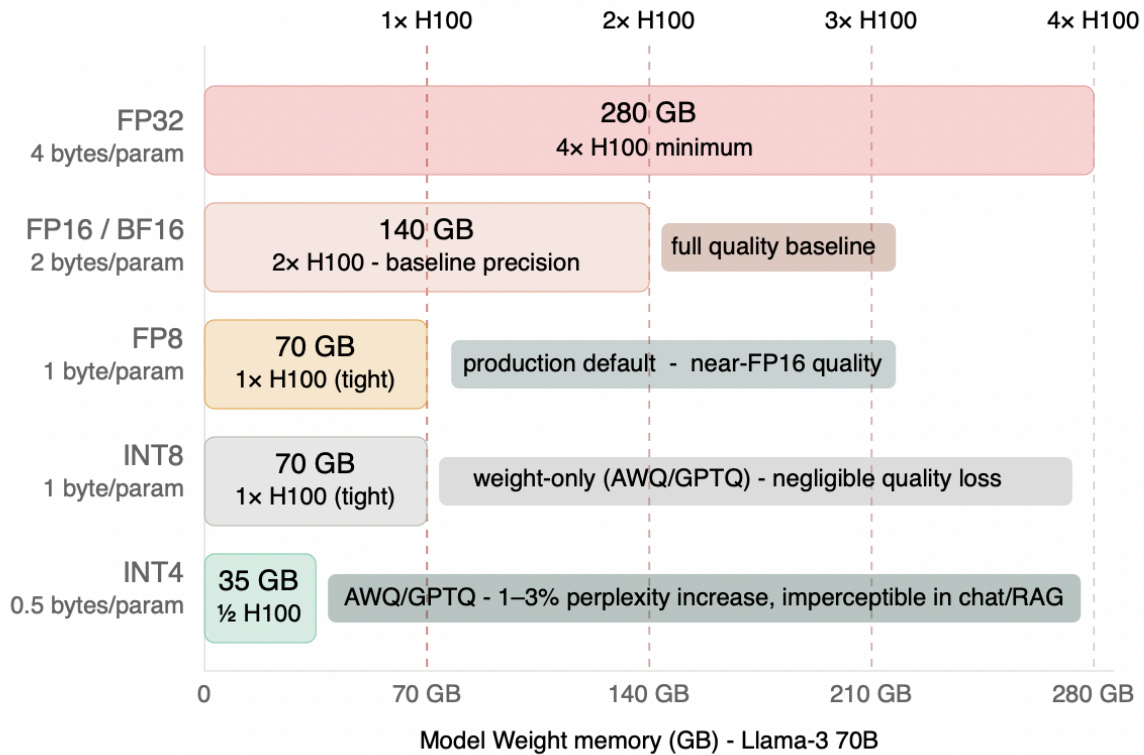 1× H100
2× H100
3× H100
4× H100
FP32
4 bytes/param
280 GB
4× H100 minimum
FP16 / BF16
2 bytes/param
140 GB
2× H100 - baseline precision
full quality baseline
FP8
1 byte/param
70 GB
1× H100 (tight)
production default - near-FP16 quality
INT8
1 byte/param
70 GB
1× H100 (tight)
weight-only (AWQ/GPTQ) - negligible quality loss
INT4
0.5 bytes/param
35 GB
½ H100
AWQ/GPTQ - 1–3% perplexity increase, imperceptible in chat/RAG
0
70 GB
140 GB
210 GB
280 GB
Model Weight memory (GB) - Llama-3 70B